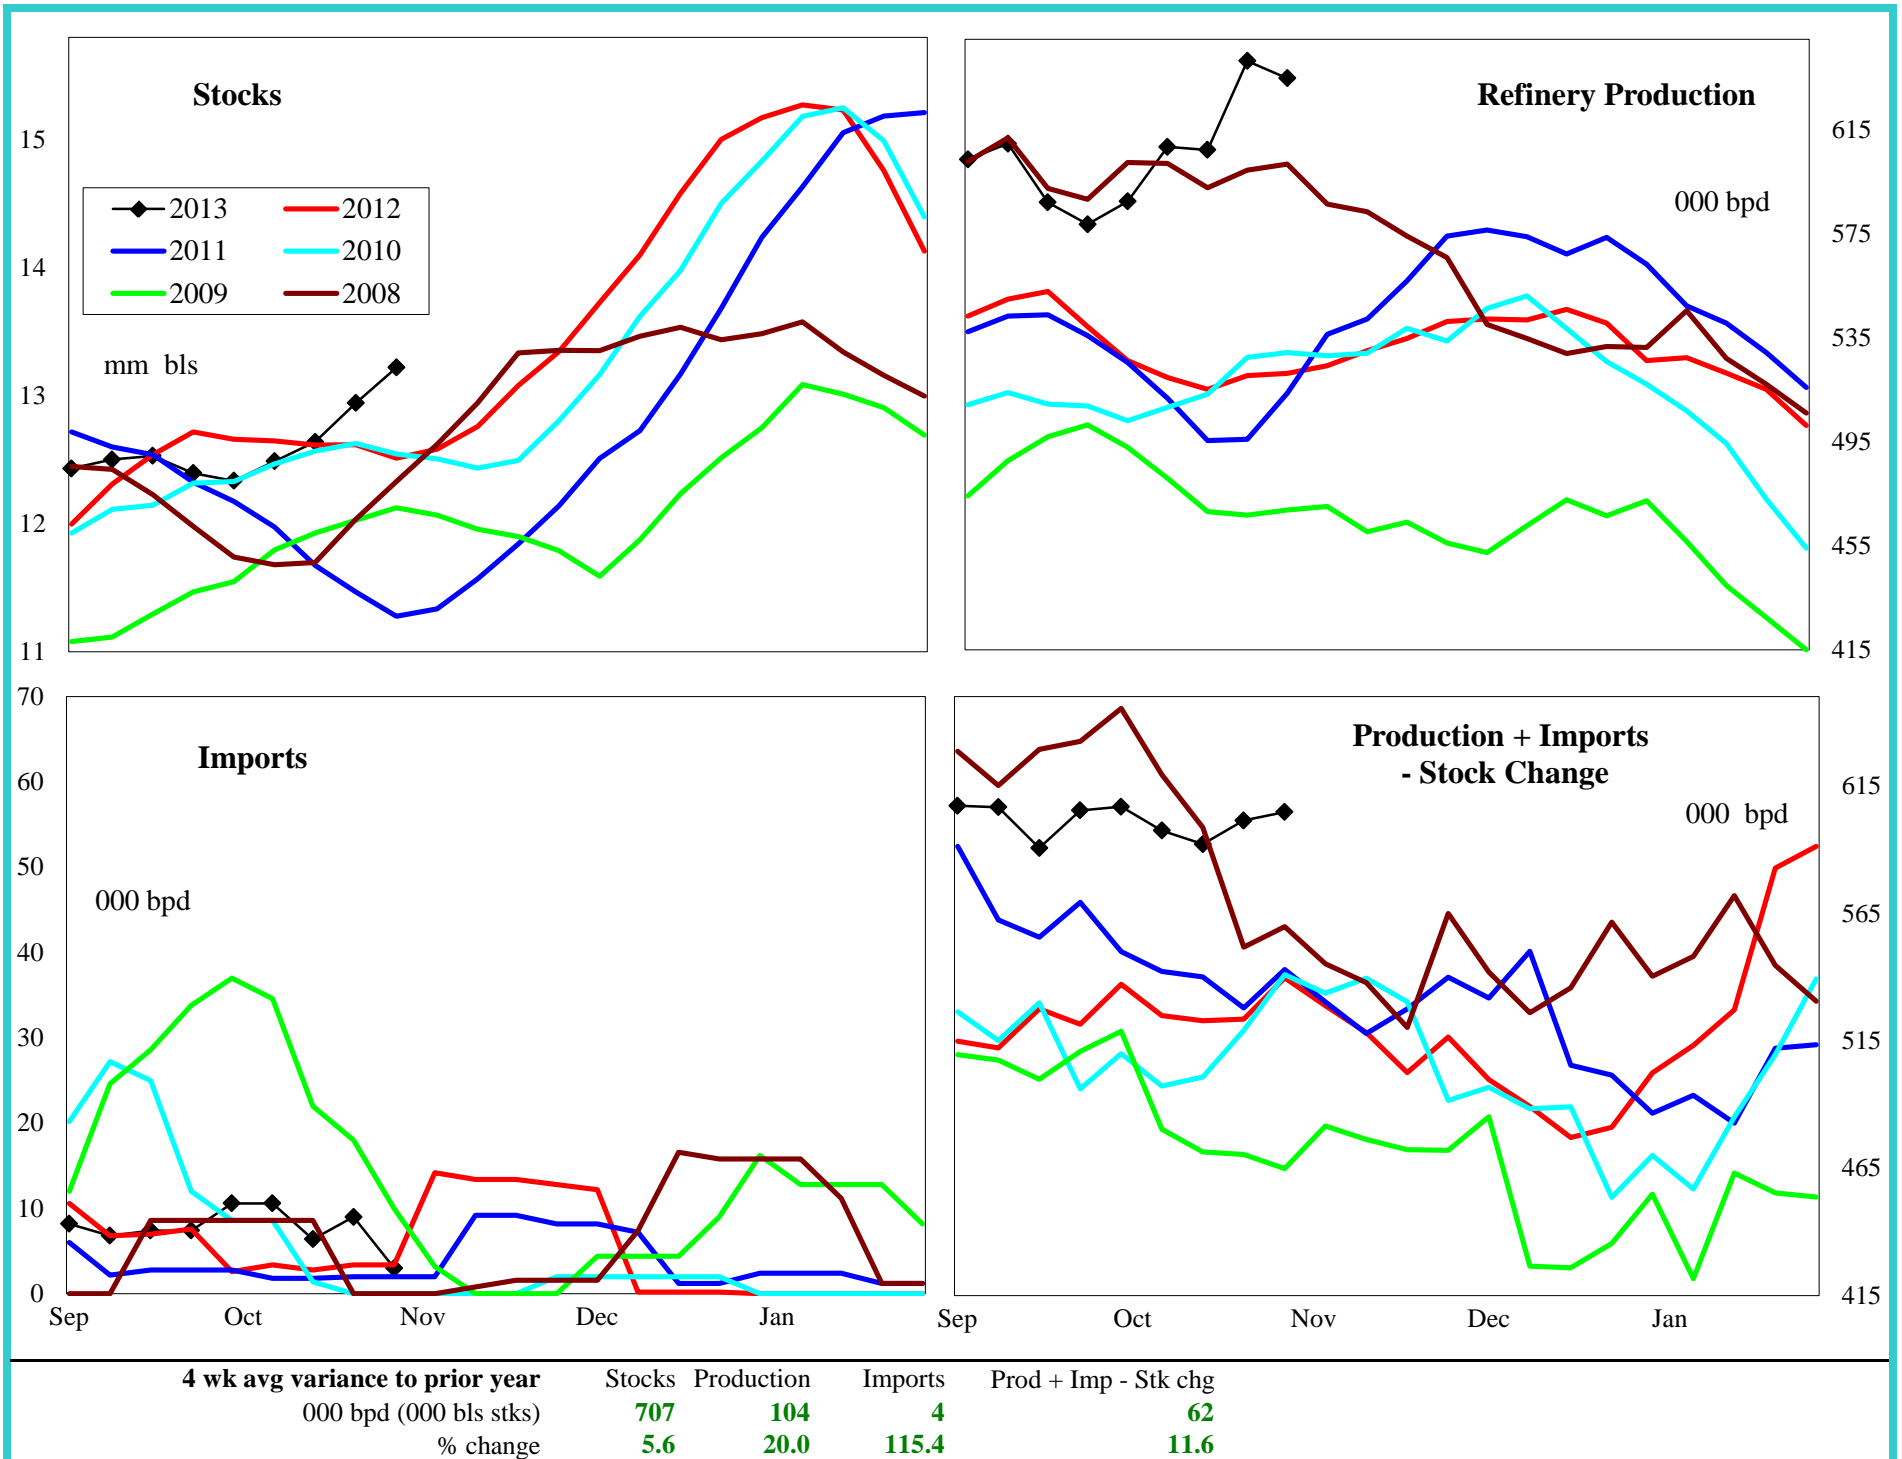 Stocks
15
14
13
12
11
2013 2012
2011 2010
2009 2008
mm bls
Refinery Production
000 bpd
615
575
535
495
455
415
Imports
000 bpd
70
60
50
40
30
20
10
0
Sep Oct Nov Dec Jan
Production + Imports
- Stock Change
000 bpd
615
565
515
465
415
Sep Oct Nov Dec Jan
4 wk avg variance to prior year Stocks Production Imports Prod + Imp - Stk chg
000 bpd (000 bls stks) 707 104 4 62
% change 5.6 20.0 115.4 11.6